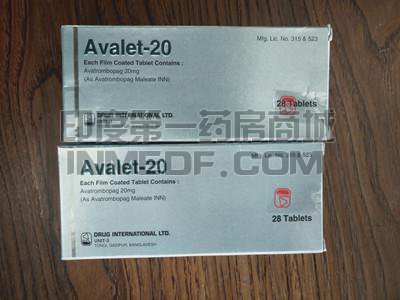 Mfg. Lic. No. 315 & 523
Avalet-20
Each Film Coated Tablet Contains :
Avatrombopag 20mg
(As Avatrombopag Maleate INN)
28 Tablets
DRUG INTERNATIONAL LTD.
UNIT-3
印度第一药房商城
Avalet-20
Mfg. Lic. No. 315 & 523
Each Film Coated Tablet Contains :
Avatrombopag 20mg
(As Avatrombopag Maleate INN)
28 Tablets
DRUG INTERNATIONAL LTD.
UNIT-3
TONGI, GAZIPUR, BANGLADESH